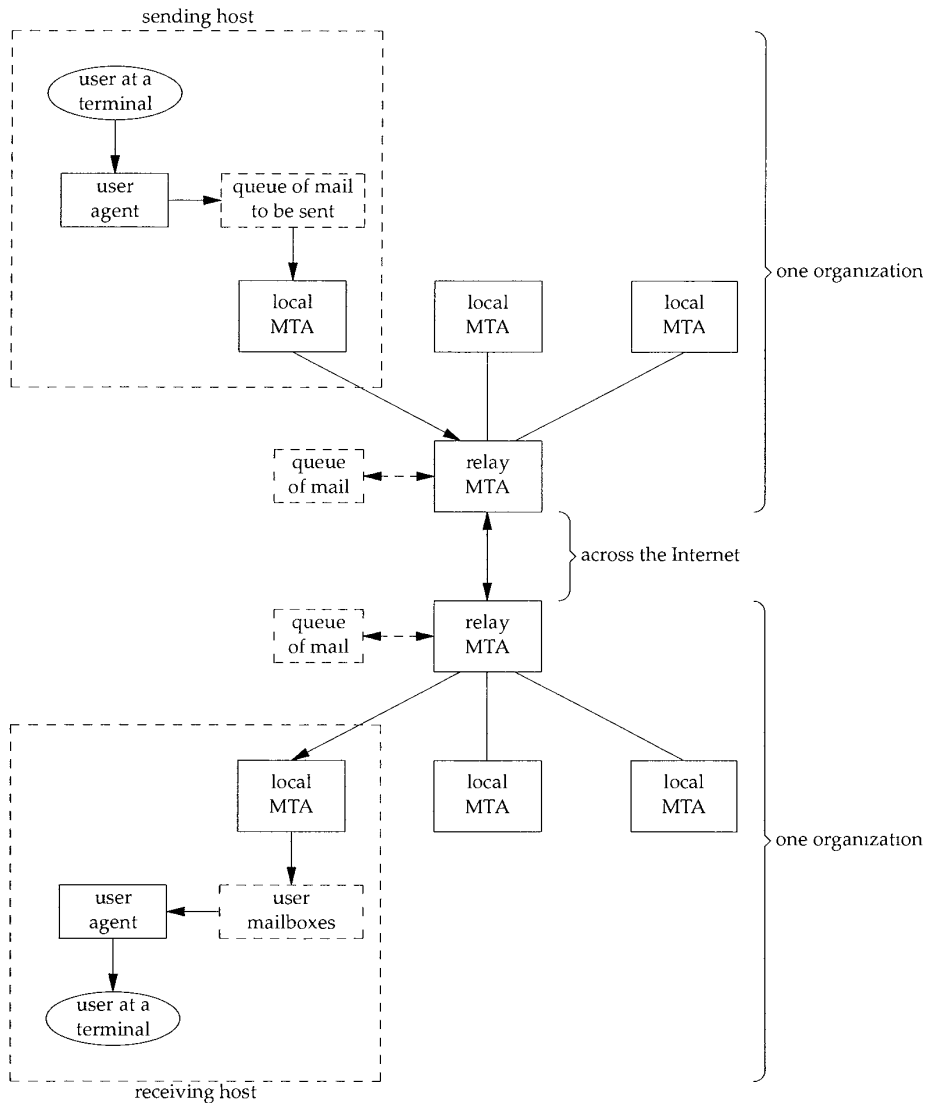 sending host
user at a
terminal
user
agent
queue of mail
to be sent
one organization
local
MTA
local
MTA
local
MTA
queue
of mail
relay
MTA
across the Internet
queue
of mail
relay
MTA
local
MTA
local
MTA
local
MTA
one organization
user
agent
user
mailboxes
user at a
terminal
receiving host